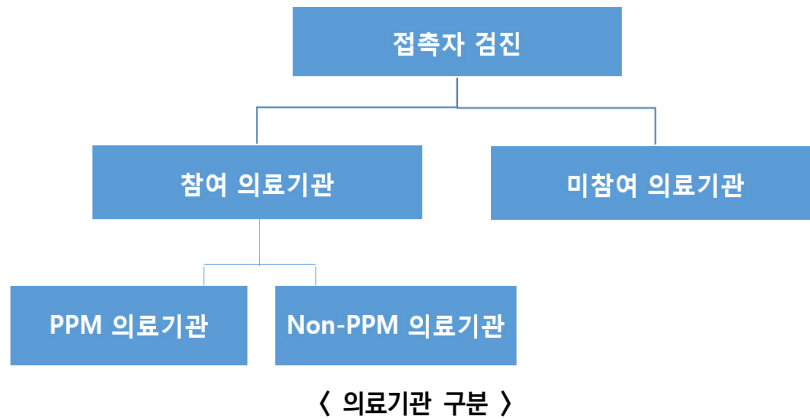 접촉자 검진
참여 의료기관
미참여 의료기관
PPM 의료기관
Non-PPM 의료기관
〈 의료기관 구분 〉